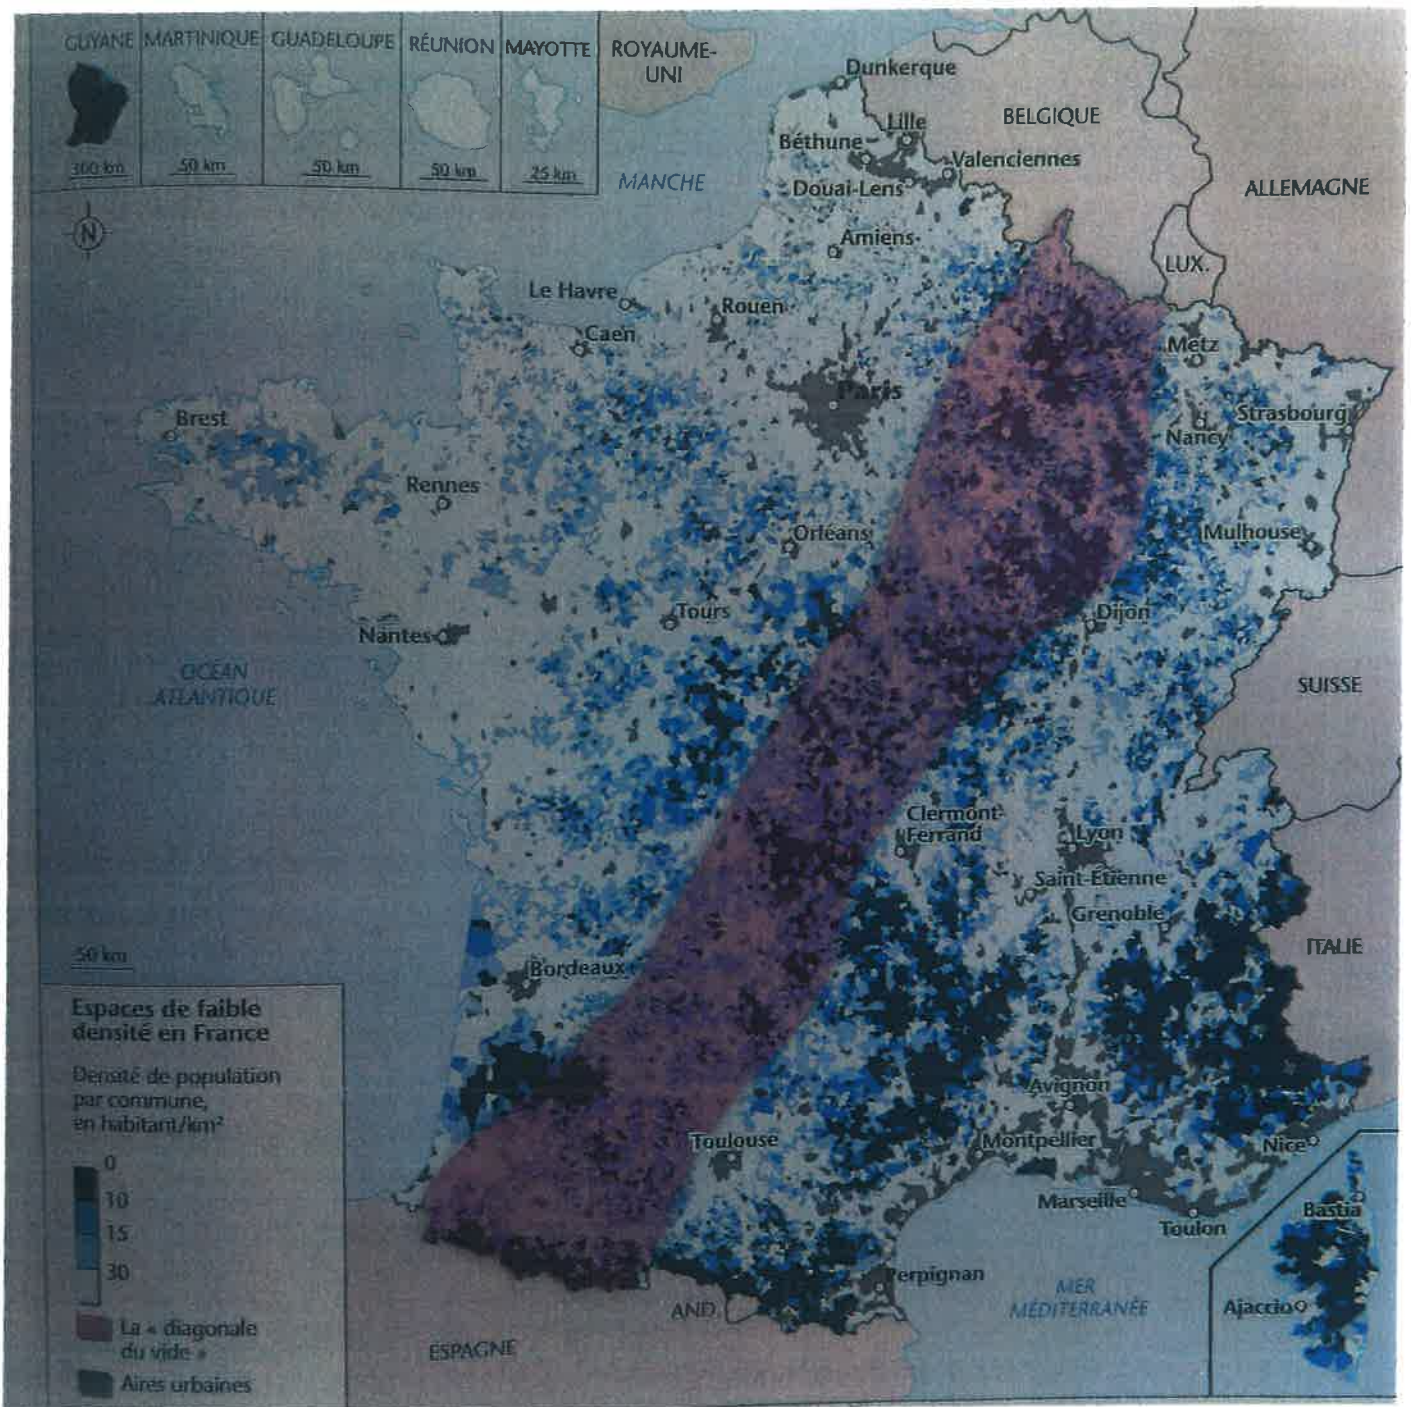 GUYANE
MARTINIQUE
GUADELOUPE
RÉUNION
MAYOTTE
300 km
50 km
50 km
50 km
25 km
ROYAUME-
UNI
MANCHE
N
Dunkerque
Lille
Béthune
Valenciennes
Douai-Lens
BELGIQUE
ALLEMAGNE
LUX.
Amiens
Le Havre
Rouen
Caen
Metz
Paris
Strasbourg
Nancy
Brest
Rennes
Orléans
Mulhouse
Tours
Dijon
Nantes
OCÉAN
ATLANTIQUE
SUISSE
Clermont-
Ferrand
Lyon
Saint-Étienne
Grenoble
ITALIE
Bordeaux
Avignon
Toulouse
Montpellier
Nice
Marseille
Toulon
Bastia
Perpignan
MER
MÉDITERRANÉE
Ajaccio
AND.
ESPAGNE
50 km
Espaces de faible
densité en France
Densité de population
par commune,
en habitant/km²
0
10
15
30
La « diagonale
du vide »
Aires urbaines